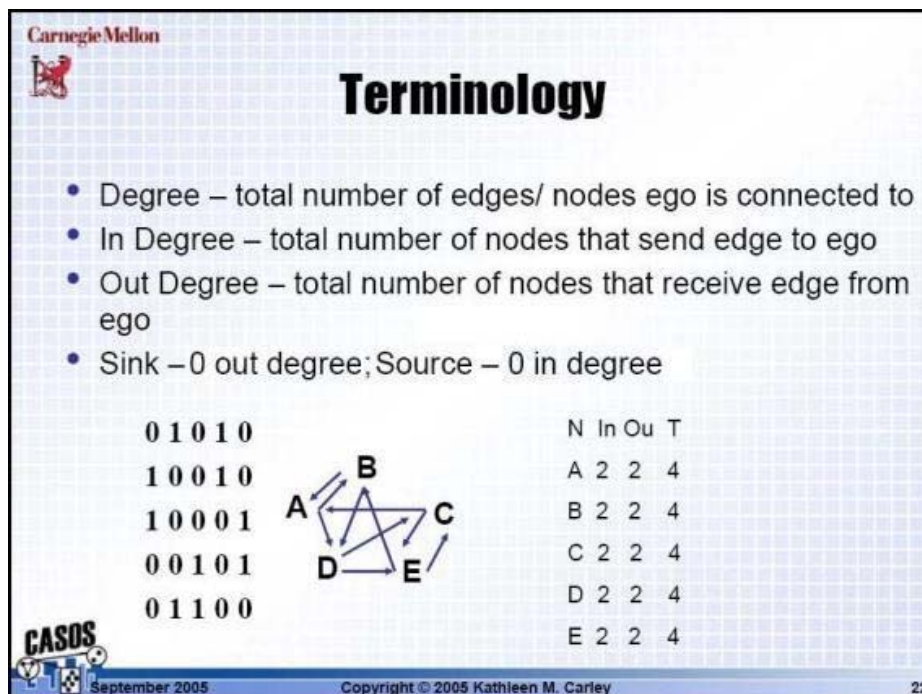 Carnegie Mellon
Terminology
• Degree – total number of edges/ nodes ego is connected to
• In Degree – total number of nodes that send edge to ego
• Out Degree – total number of nodes that receive edge from
ego
• Sink – 0 out degree; Source – 0 in degree
0 1 0 1 0
1 0 0 1 0
1 0 0 0 1
0 0 1 0 1
0 1 1 0 0
B
A
C
D
E
N In Ou T
A 2 2 4
B 2 2 4
C 2 2 4
D 2 2 4
E 2 2 4
CASOS
September 2005
Copyright © 2005 Kathleen M. Carley